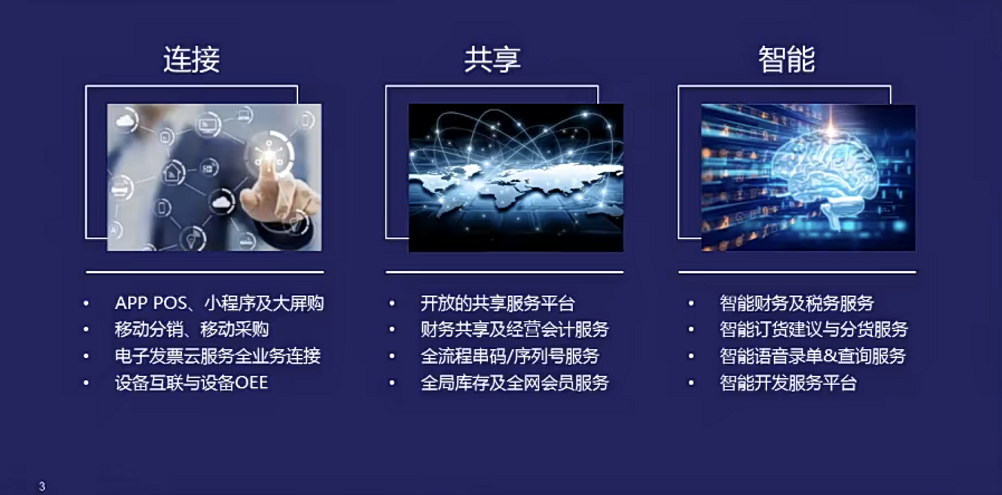 连接
共享
智能
• APP POS、小程序及大屏购
• 移动分销、移动采购
• 电子发票云服务全业务连接
• 设备互联与设备OEE
• 开放的共享服务平台
• 财务共享及经营会计服务
• 全流程串码/序列号服务
• 全局库存及全网会员服务
• 智能财务及税务服务
• 智能订货建议与分货服务
• 智能语音录单&查询服务
• 智能开发服务平台
3